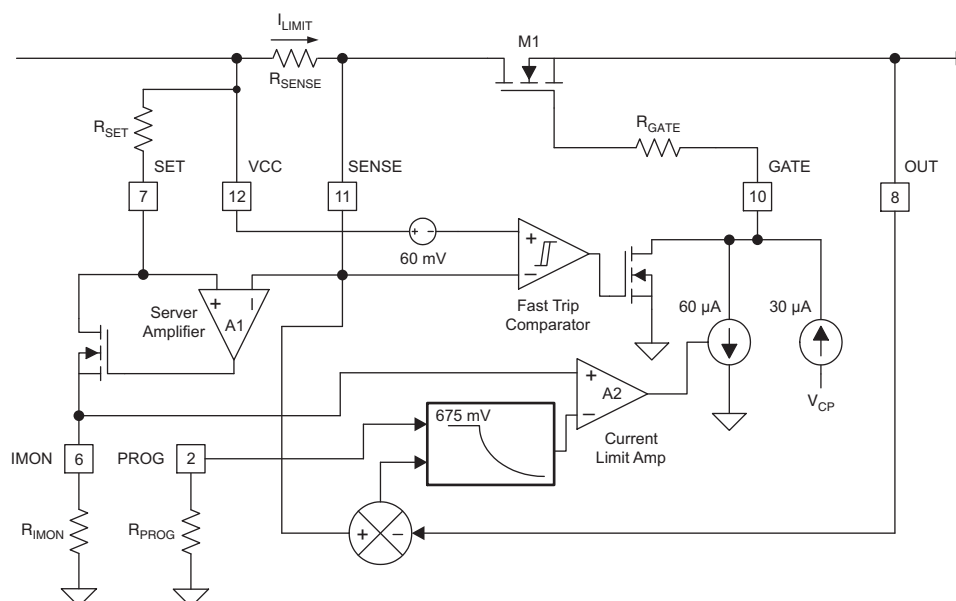 I_LIMIT
M1
R_SENSE
R_SET
R_GATE
SET
VCC
SENSE
GATE
OUT
7
12
11
10
8
+ -
60 mV
+
−
Fast Trip
Comparator
60 µA
30 µA
Server
Amplifier
+ −
A1
V_CP
+
A2
−
Current
Limit Amp
675 mV
IMON
6
PROG
2
R_IMON
R_PROG
+ −